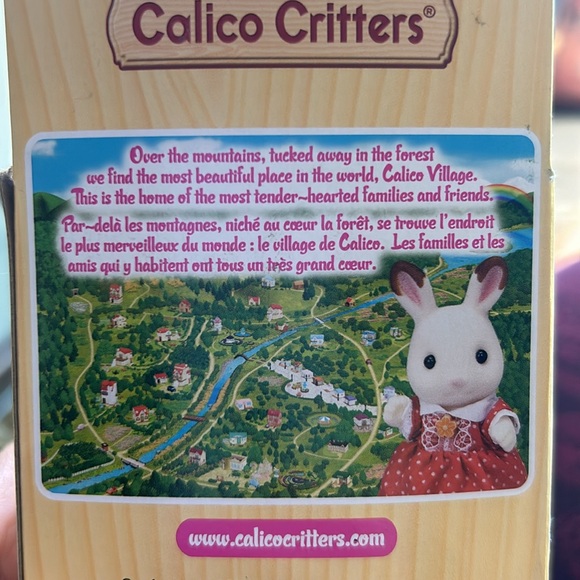 Calico Critters®
Over the mountains, tucked away in the forest
we find the most beautiful place in the world, Calico Village.
This is the home of the most tender~hearted families and friends.
Par~delà les montagnes, niché au cœur la forêt, se trouve l'endroit
le plus merveilleux du monde : le village de Calico. Les familles et les
amis qui y habitent ont tous un très grand cœur.
www.calicocritters.com